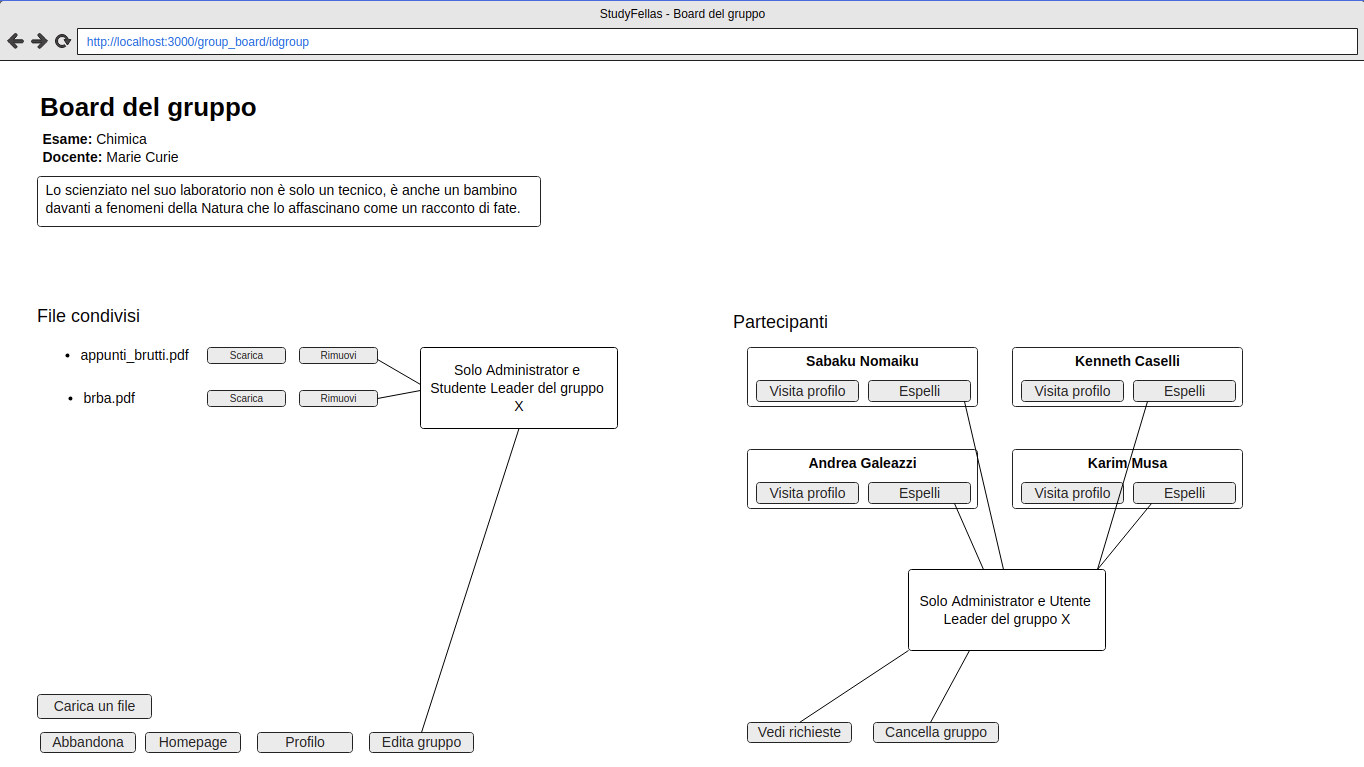 StudyFellas - Board del gruppo
http://localhost:3000/group_board/idgroup
Board del gruppo
Esame: Chimica
Docente: Marie Curie
Lo scienziato nel suo laboratorio non è solo un tecnico, è anche un bambino
davanti a fenomeni della Natura che lo affascinano come un racconto di fate.
File condivisi
appunti_brutti.pdf Scarica Rimuovi
brba.pdf Scarica Rimuovi
Solo Administrator e
Studente Leader del gruppo
X
Partecipanti
Sabaku Nomaiku
Visita profilo Espelli
Kenneth Caselli
Visita profilo Espelli
Andrea Galeazzi
Visita profilo Espelli
Karim Musa
Visita profilo Espelli
Solo Administrator e Utente
Leader del gruppo X
Carica un file
Abbandona Homepage Profilo Edita gruppo
Vedi richieste Cancella gruppo